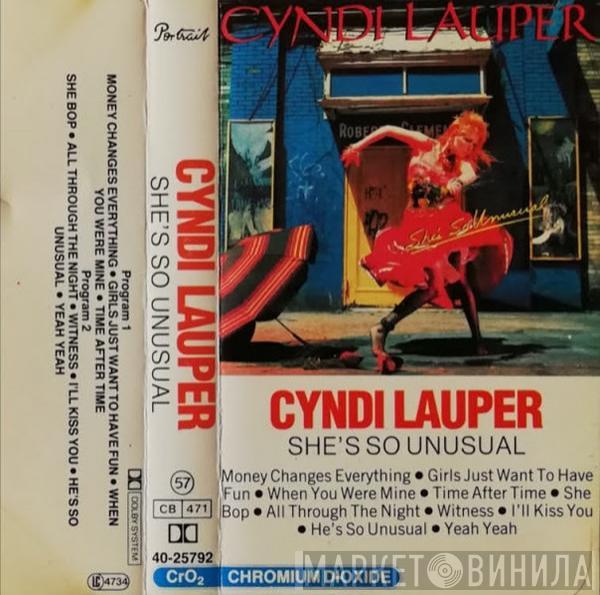 Program 1
MONEY CHANGES EVERYTHING • GIRLS JUST WANT TO HAVE FUN • WHEN
YOU WERE MINE • TIME AFTER TIME
Program 2
SHE BOP • ALL THROUGH THE NIGHT • WITNESS • I'LL KISS YOU • HE'S SO
UNUSUAL • YEAH YEAH
DOLBY SYSTEM
LC 4734
Portrait
CYNDI LAUPER
SHE'S SO UNUSUAL
57
CB 471
40-25792
CrO2
CYNDI LAUPER
ROBE
CLEME
She's So Unusual
CYNDI LAUPER
SHE'S SO UNUSUAL
Money Changes Everything • Girls Just Want To Have
Fun • When You Were Mine • Time After Time • She
Bop • All Through The Night • Witness • I'll Kiss You
• He's So Unusual • Yeah Yeah
CHROMIUM DIOXIDE
МАРКЕТ ВИНИЛА